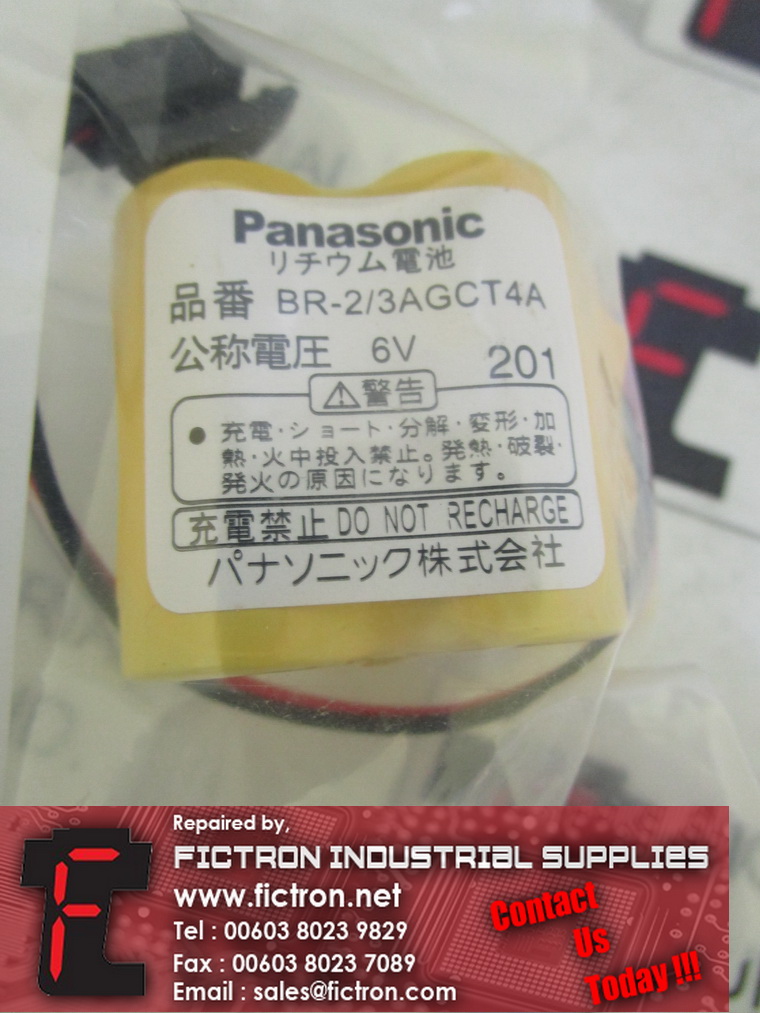 Panasonic
リチウム電池
品番 BR-2/3AGCT4A
公称電圧 6V 201
⚠警告
● 充電・ショート・分解・変形・加
熱・火中投入禁止。発熱・破裂・
発火の原因になります。
充電禁止 DO NOT RECHARGE
パナソニック株式会社
Repaired by,
FICTRON INDUSTRIAL SUPPLIES
www.fictron.net
Tel : 00603 8023 9829
Fax : 00603 8023 7089
Email : sales@fictron.com
Contact
Us
Today !!!